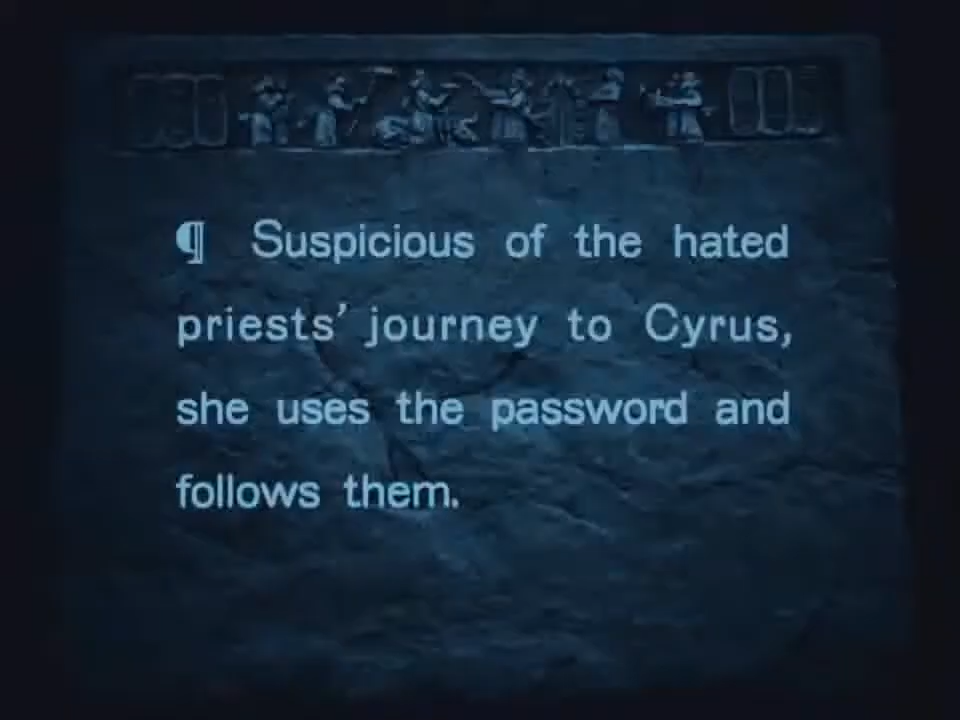 ¶ Suspicious of the hated
priests’ journey to Cyrus,
she uses the password and
follows them.